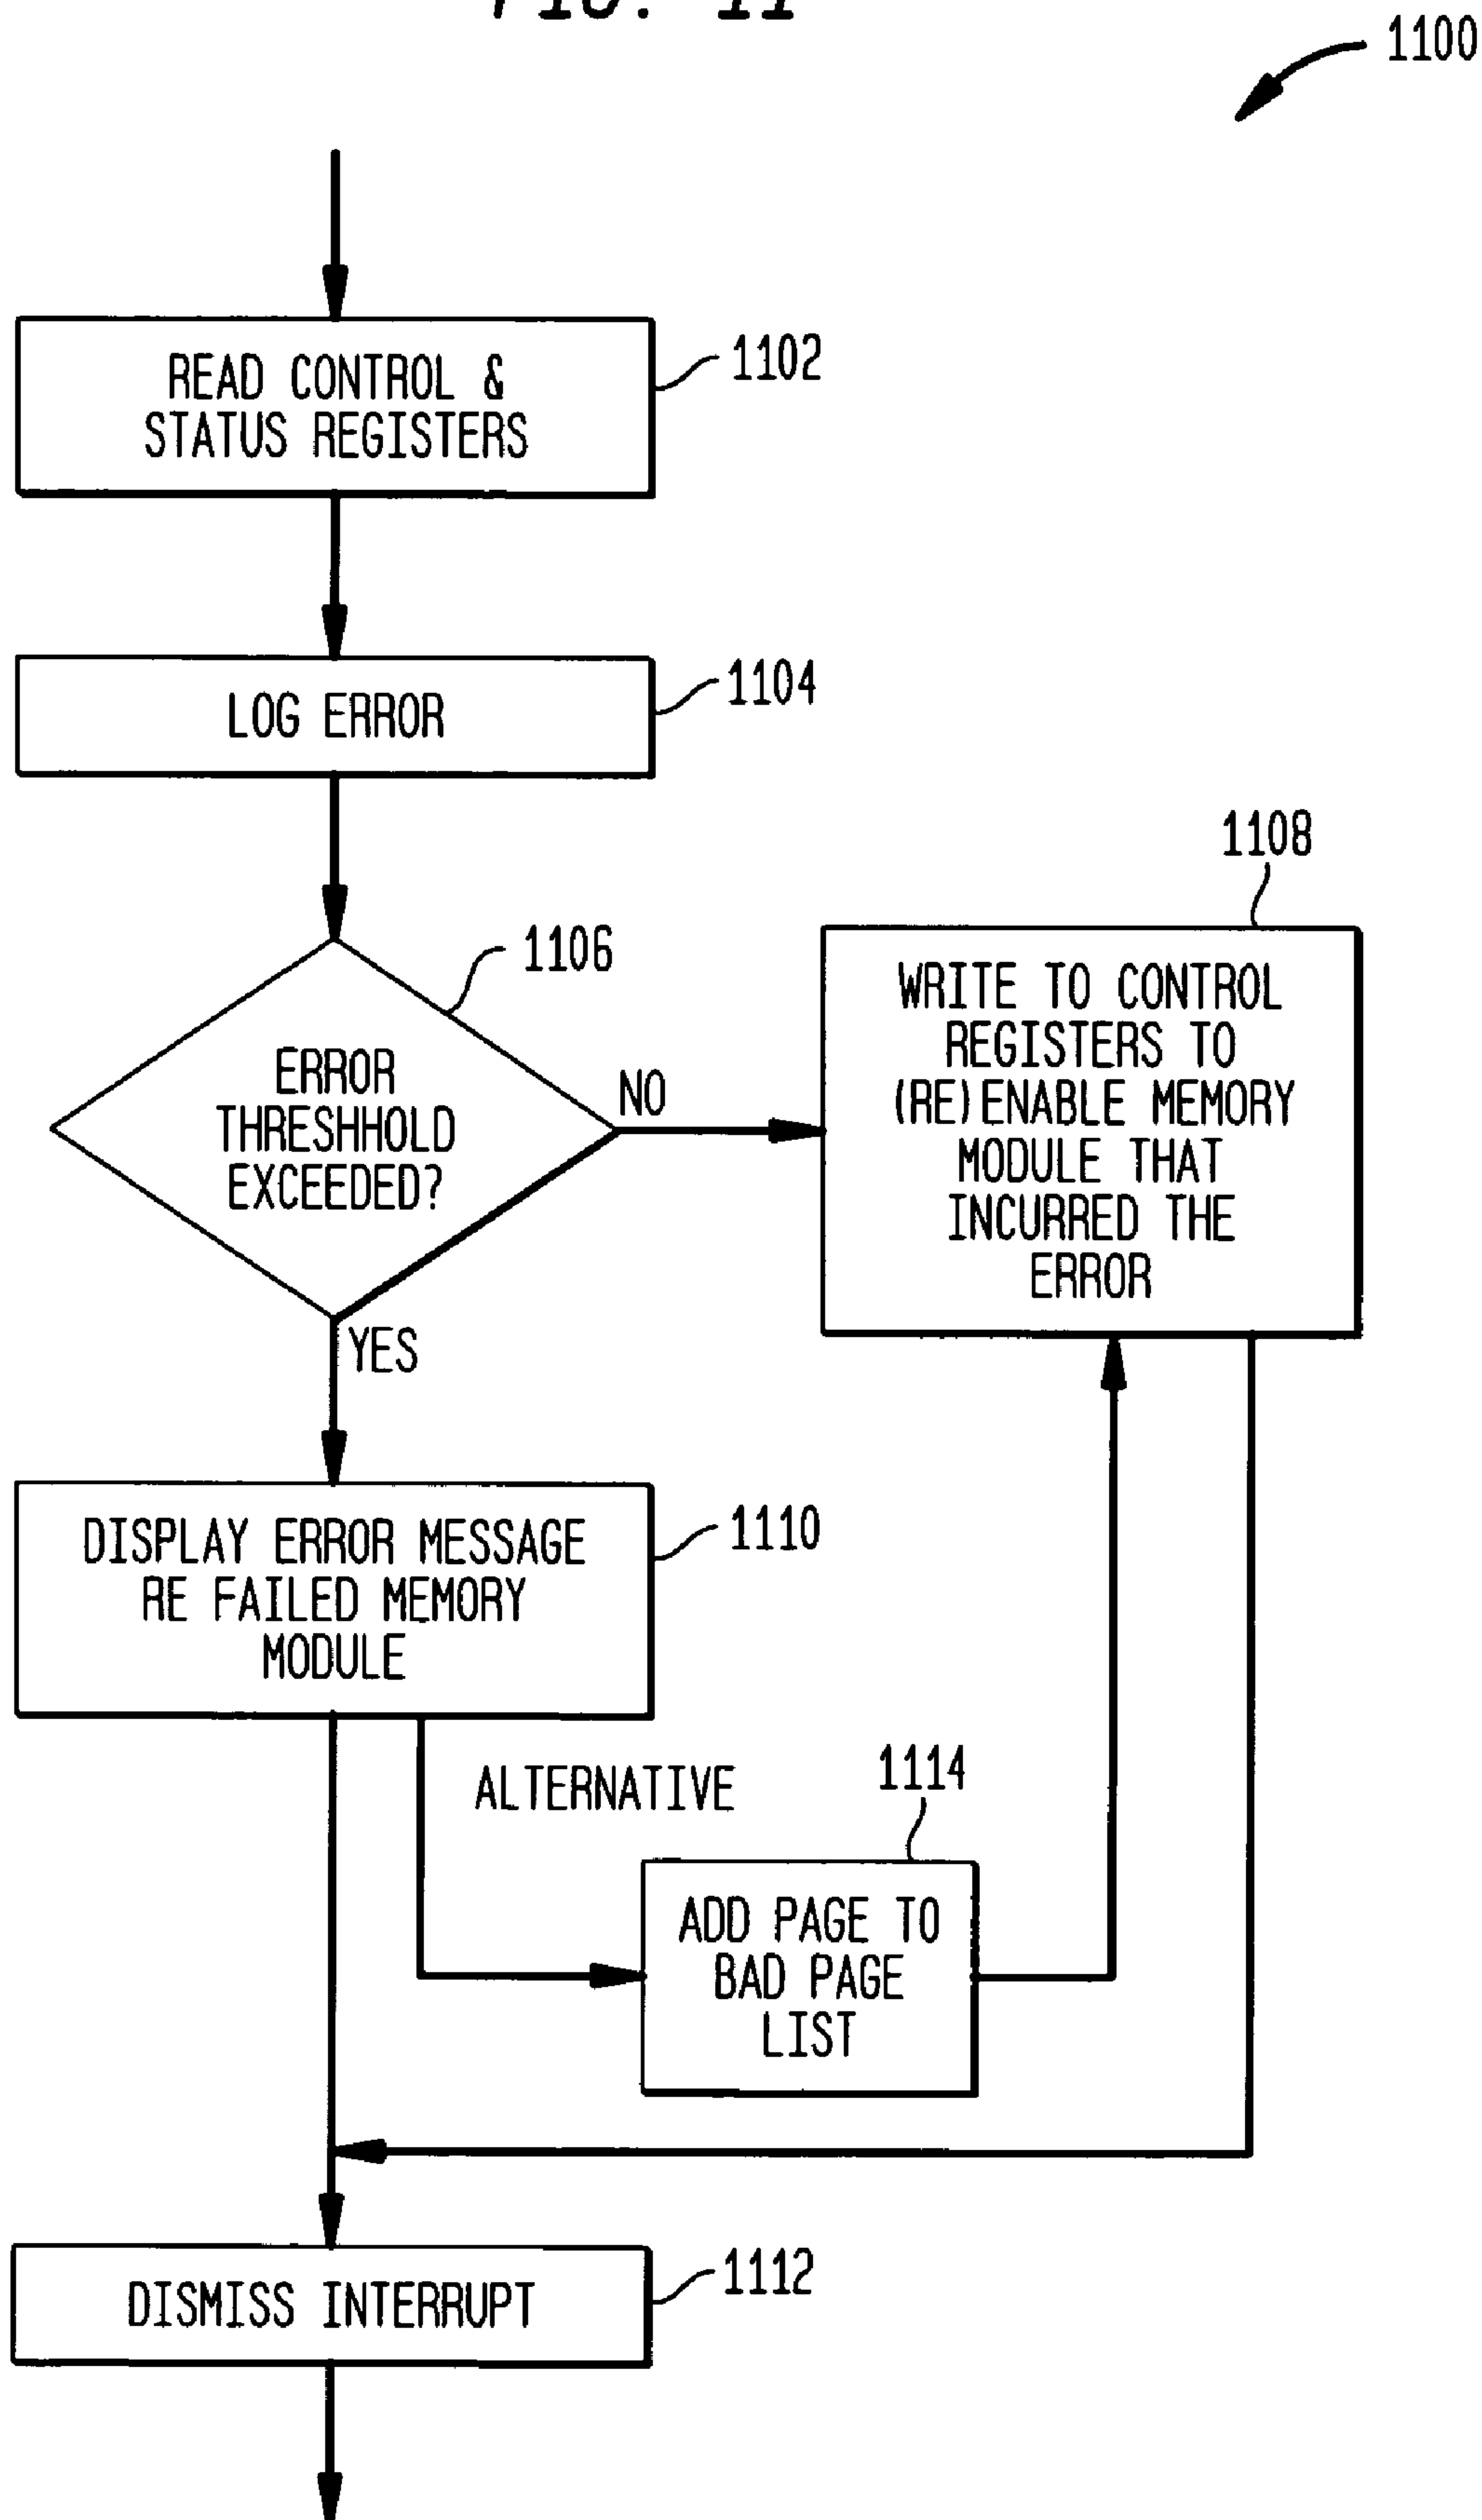 FIG. 11
1100
READ CONTROL &
STATUS REGISTERS
1102
LOG ERROR
1104
1106
ERROR
THRESHHOLD
EXCEEDED?
NO
YES
1108
WRITE TO CONTROL
REGISTERS TO
(RE)ENABLE MEMORY
MODULE THAT
INCURRED THE
ERROR
DISPLAY ERROR MESSAGE
RE FAILED MEMORY
MODULE
1110
ALTERNATIVE
1114
ADD PAGE TO
BAD PAGE
LIST
DISMISS INTERRUPT
1112